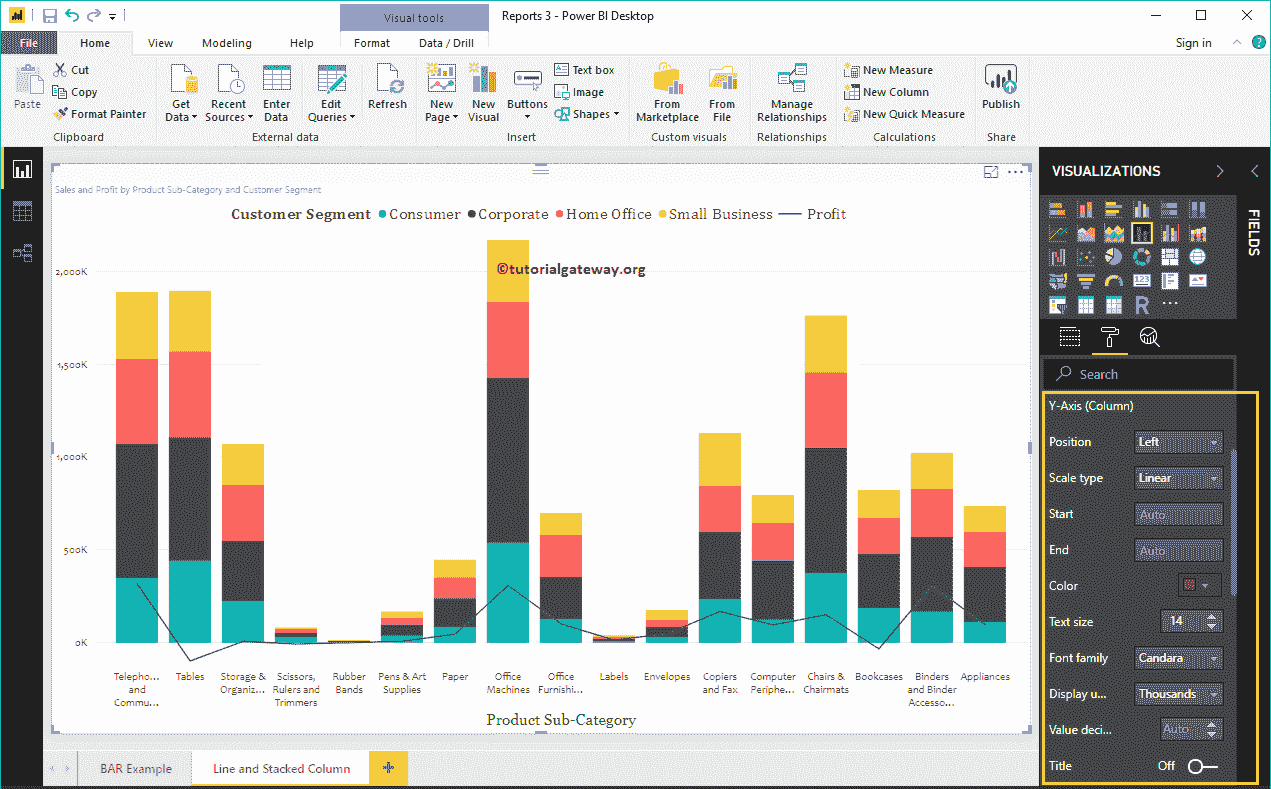 Visual tools
Reports 3 - Power BI Desktop
File
Home
View
Modeling
Help
Format
Data / Drill
Sign in
?
Paste
Cut
Copy
Format Painter
Clipboard
Get Data
Recent Sources
Enter Data
Edit Queries
External data
Refresh
New Page
New Visual
Buttons
Text box
Image
Shapes
Insert
From Marketplace
From File
Custom visuals
Manage Relationships
Relationships
New Measure
New Column
New Quick Measure
Calculations
Publish
Share
Sales and Profit by Product Sub-Category and Customer Segment
Customer Segment Consumer Corporate Home Office Small Business Profit
©tutorialgateway.org
2,000K
1,500K
1,000K
500K
0K
Telepho... and Commu...
Tables
Storage & Organiz...
Scissors, Rulers and Trimmers
Rubber Bands
Pens & Art Supplies
Paper
Office Machines
Office Furnishi...
Labels
Envelopes
Copiers and Fax
Computer Periphe...
Chairs & Chairmats
Bookcases
Binders and Binder Accesso...
Appliances
Product Sub-Category
BAR Example
Line and Stacked Column
VISUALIZATIONS
FIELDS
123
R
Search
Y-Axis (Column)
Position Left
Scale type Linear
Start Auto
End Auto
Color
Text size 14
Font family Candara
Display u... Thousands
Value deci... Auto
Title Off